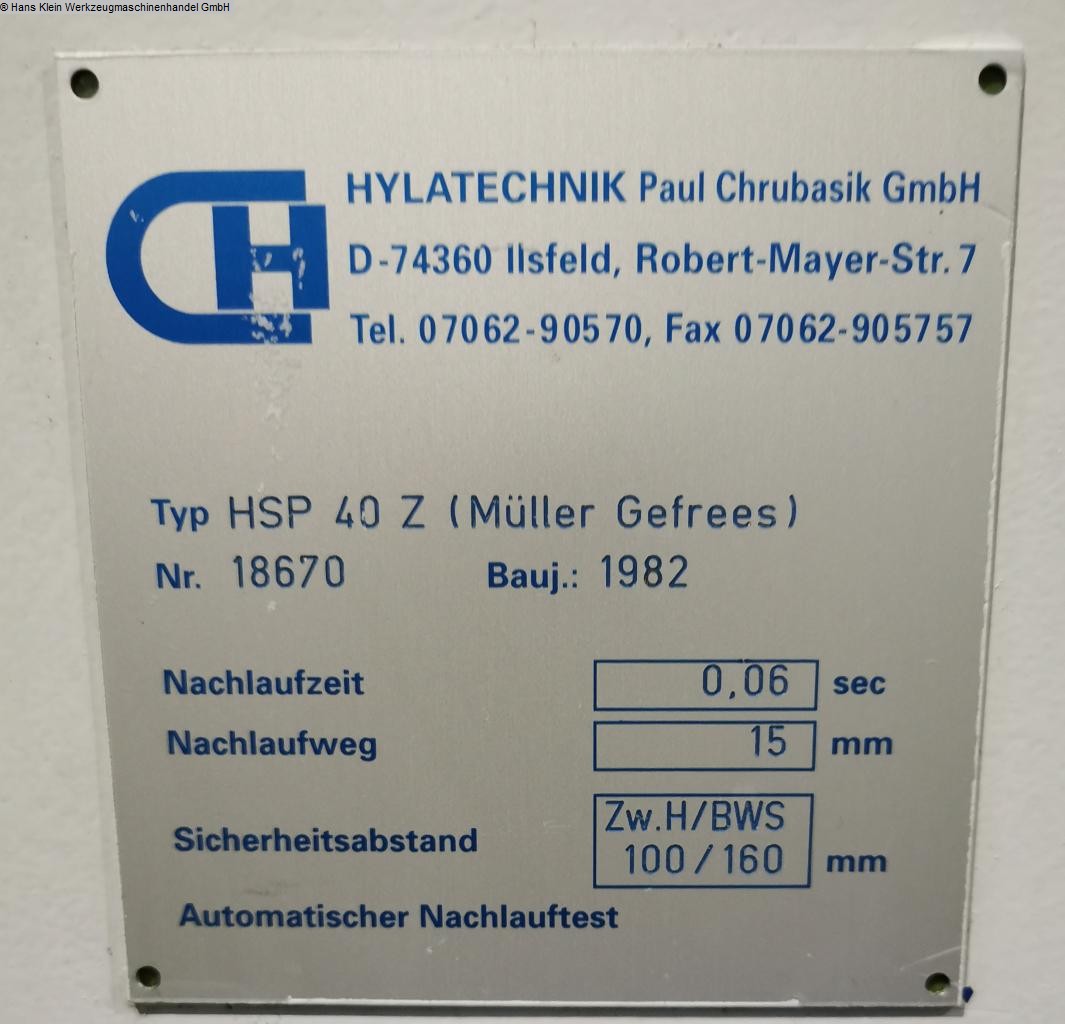 © Hans Klein Werkzeugmaschinenhandel GmbH
CH
HYLATECHNIK Paul Chrubasik GmbH
D-74360 Ilsfeld, Robert-Mayer-Str. 7
Tel. 07062-90570, Fax 07062-905757
Typ HSP 40 Z (Müller Gefrees)
Nr. 18670 Bauj.: 1982
Nachlaufzeit 0,06 sec
Nachlaufweg 15 mm
Zw.H/BWS
Sicherheitsabstand 100/160 mm
Automatischer Nachlauftest